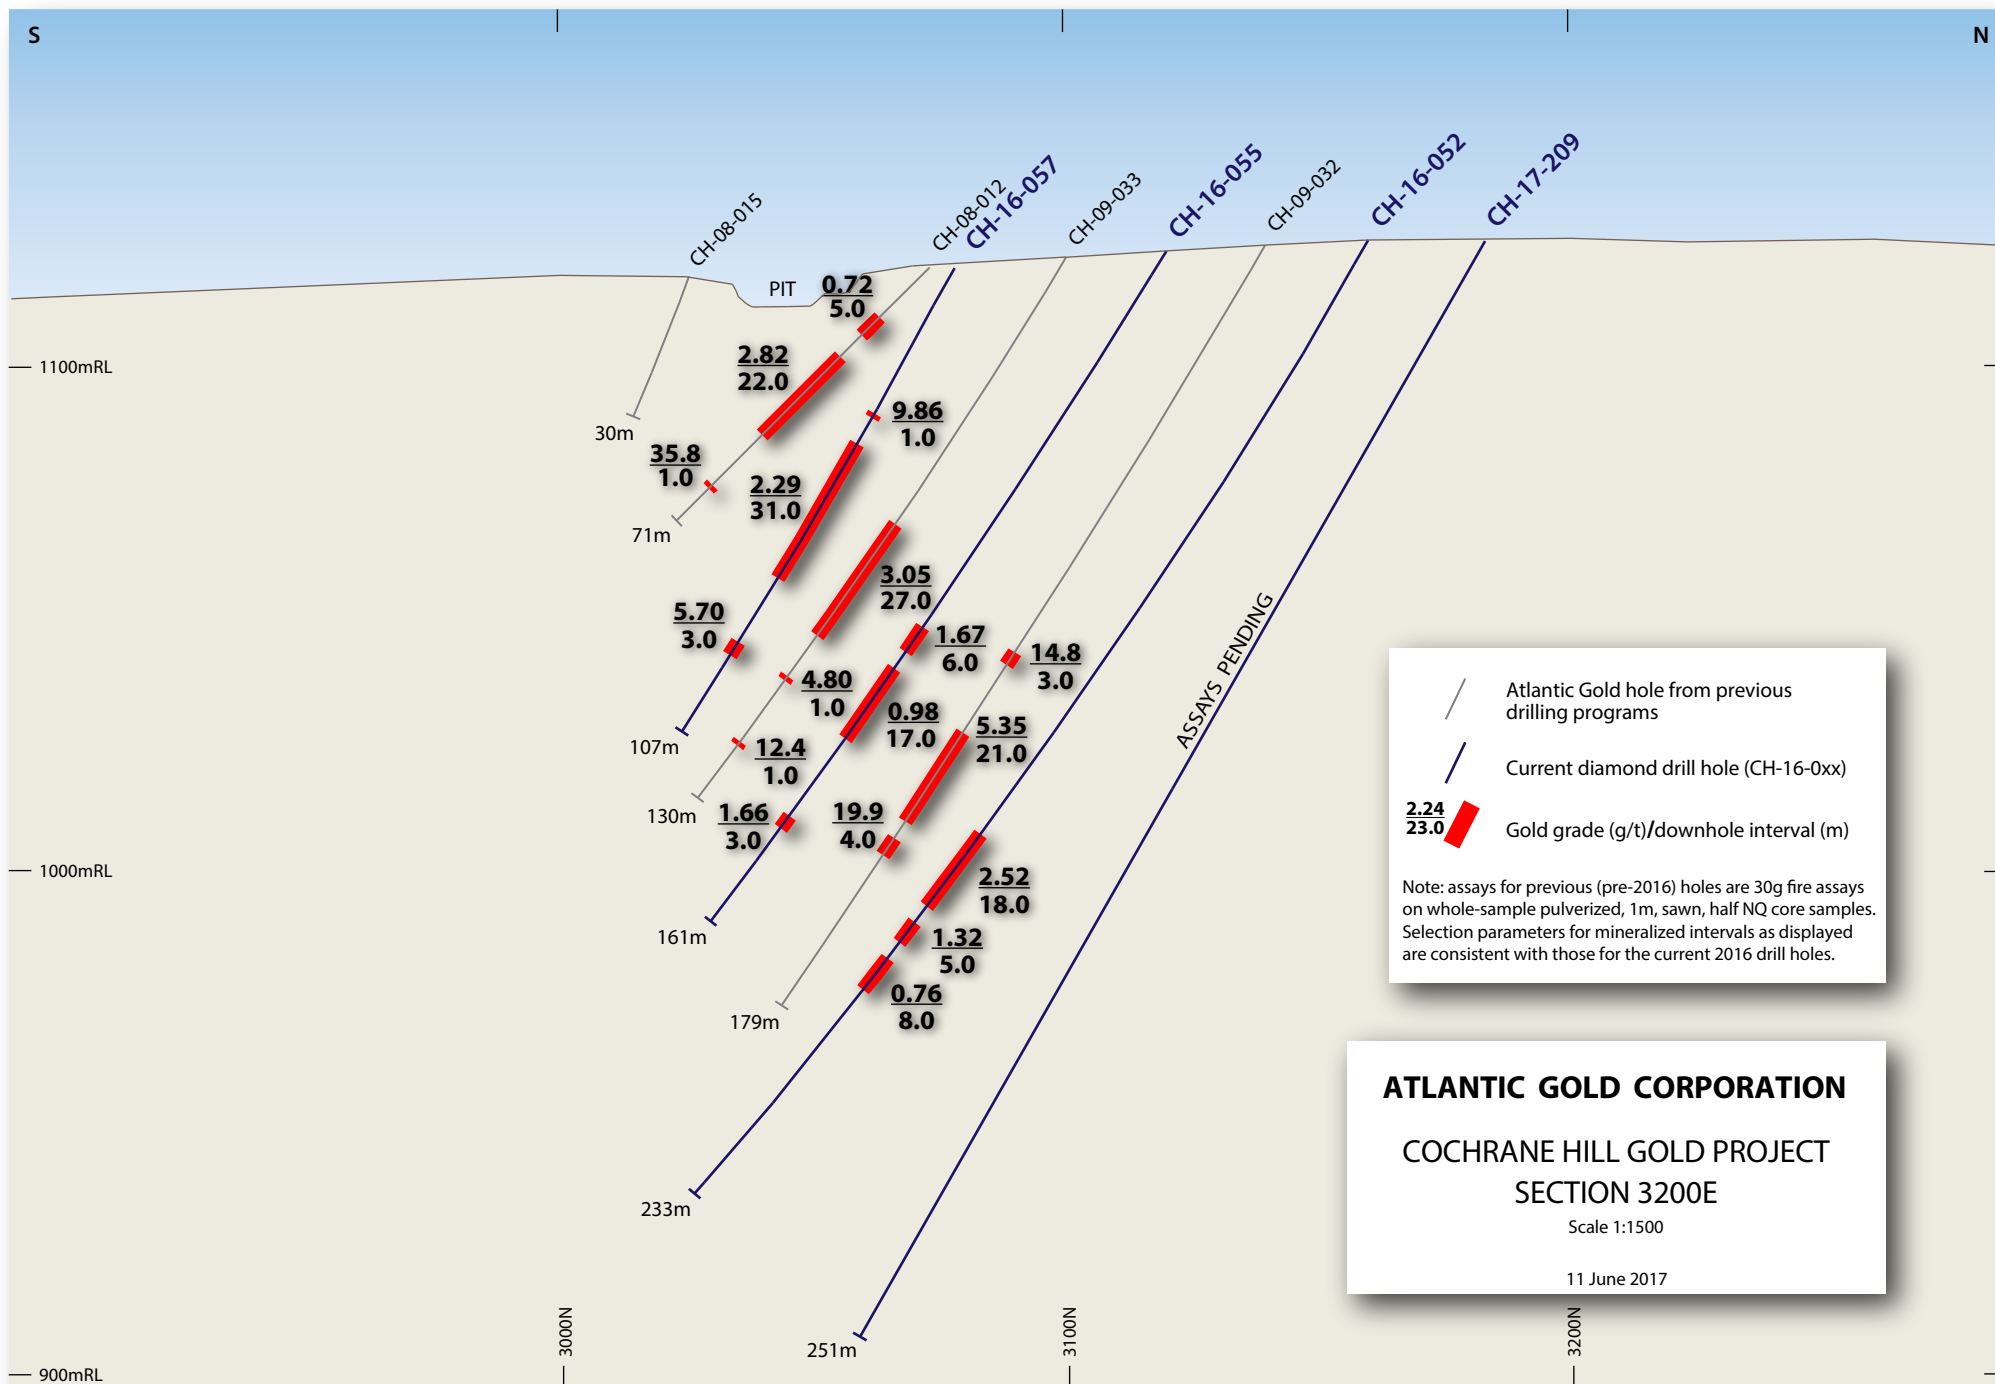 S
N
CH-08-015
CH-08-012
CH-16-057
CH-09-033
CH-16-055
CH-09-032
CH-16-052
CH-17-209
PIT
0.72
5.0
1100mRL
2.82
22.0
30m
9.86
1.0
35.8
1.0
2.29
31.0
71m
3.05
27.0
5.70
3.0
1.67
6.0
14.8
3.0
4.80
1.0
0.98
17.0
5.35
21.0
107m
12.4
1.0
ASSAYS PENDING
130m
1.66
3.0
19.9
4.0
1000mRL
2.52
18.0
161m
1.32
5.0
0.76
8.0
179m
233m
251m
900mRL
3000N
3100N
3200N
Atlantic Gold hole from previous
drilling programs
Current diamond drill hole (CH-16-0xx)
2.24
23.0
Gold grade (g/t)/downhole interval (m)
Note: assays for previous (pre-2016) holes are 30g fire assays
on whole-sample pulverized, 1m, sawn, half NQ core samples.
Selection parameters for mineralized intervals as displayed
are consistent with those for the current 2016 drill holes.
ATLANTIC GOLD CORPORATION
COCHRANE HILL GOLD PROJECT
SECTION 3200E
Scale 1:1500
11 June 2017